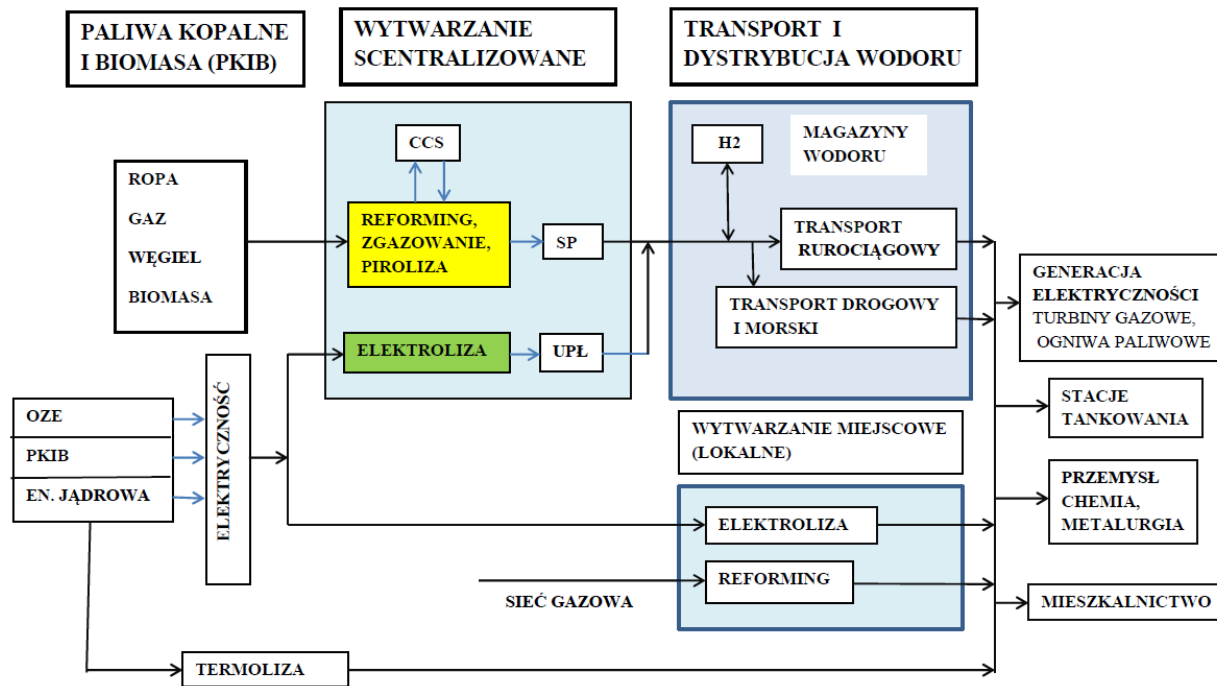 PALIWA KOPALNE
I BIOMASA (PKIB)
WYTWARZANIE
SCENTRALIZOWANE
TRANSPORT I
DYSTRYBUCJA WODORU
ROPA
GAZ
WĘGIEL
BIOMASA
CCS
REFORMING,
ZGAZOWANIE,
PIROLIZA
SP
ELEKTROLIZA
UPŁ
H2
MAGAZYNY
WODORU
TRANSPORT
RUROCIĄGOWY
TRANSPORT DROGOWY
I MORSKI
GENERACJA
ELEKTRYCZNOŚCI
TURBINY GAZOWE,
OGNIWA PALIWOWE
STACJE
TANKOWANIA
PRZEMYSŁ
CHEMIA,
METALURGIA
MIESZKALNICTWO
OZE
PKIB
EN. JĄDROWA
ELEKTRYCZNOŚĆ
WYTWARZANIE MIEJSCOWE
(LOKALNE)
ELEKTROLIZA
REFORMING
SIEĆ GAZOWA
TERMOLIZA